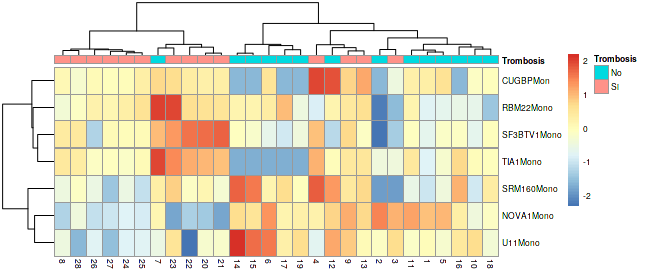 Trombosis
CUGBPMon
RBM22Mono
SF3BTV1Mono
TIA1Mono
SRM160Mono
NOVA1Mono
U11Mono
8 28 26 27 24 25 7 23 22 20 21 14 15 6 17 19 4 12 9 13 2 3 11 1 5 16 10 18
2
1
0
-1
-2
Trombosis
No
SI